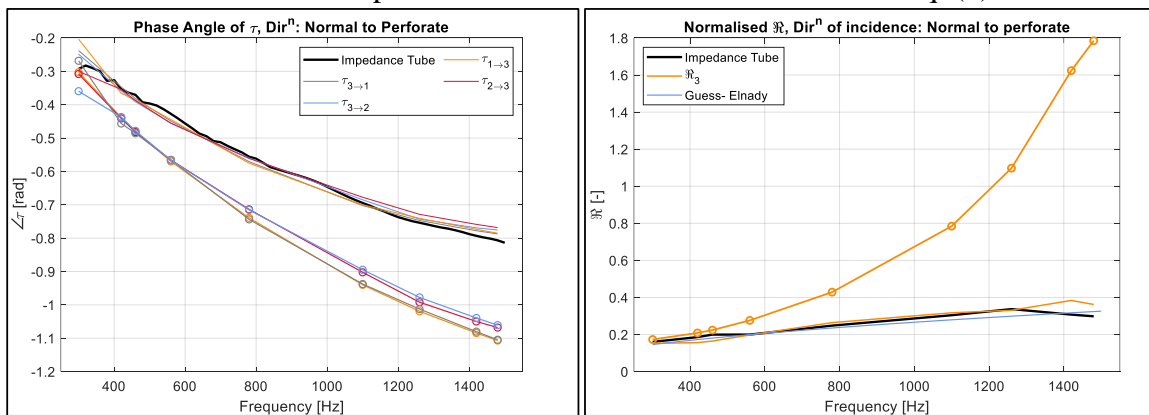 Phase Angle of τ, Dirⁿ: Normal to Perforate
Impedance Tube
τ₁→₃
τ₃→₁
τ₂→₃
τ₃→₂
-0.2
-0.3
-0.4
-0.5
-0.6
-0.7
-0.8
-0.9
-1
-1.1
-1.2
∠τ [rad]
400 600 800 1000 1200 1400
Frequency [Hz]
Normalised ℜ, Dirⁿ of incidence: Normal to perforate
Impedance Tube
ℜ₃
Guess- Elnady
1.8
1.6
1.4
1.2
1
0.8
0.6
0.4
0.2
0
ℜ [-]
400 600 800 1000 1200 1400
Frequency [Hz]